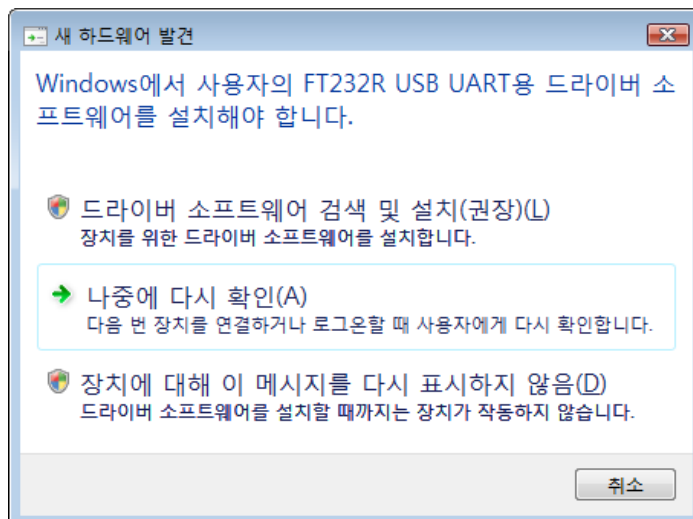 새 하드웨어 발견
Windows에서 사용자의 FT232R USB UART용 드라이버 소
프트웨어를 설치해야 합니다.
드라이버 소프트웨어 검색 및 설치(권장)(L)
장치를 위한 드라이버 소프트웨어를 설치합니다.
나중에 다시 확인(A)
다음 번 장치를 연결하거나 로그온할 때 사용자에게 다시 확인합니다.
장치에 대해 이 메시지를 다시 표시하지 않음(D)
드라이버 소프트웨어를 설치할 때까지는 장치가 작동하지 않습니다.
취소